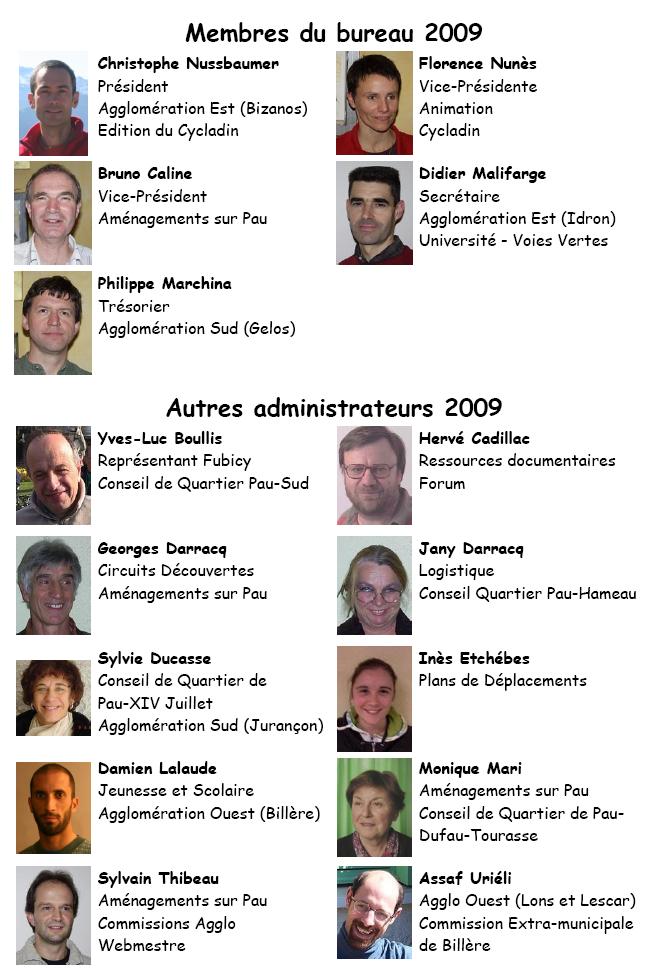 Membres du bureau 2009
Christophe Nussbaumer
Président
Agglomération Est (Bizanos)
Edition du Cycladin
Florence Nunès
Vice-Présidente
Animation
Cycladin
Bruno Caline
Vice-Président
Aménagements sur Pau
Didier Malifarge
Secrétaire
Agglomération Est (Idron)
Université - Voies Vertes
Philippe Marchina
Trésorier
Agglomération Sud (Gelos)
Autres administrateurs 2009
Yves-Luc Boullis
Représentant Fubicy
Conseil de Quartier Pau-Sud
Hervé Cadillac
Ressources documentaires
Forum
Georges Darracq
Circuits Découvertes
Aménagements sur Pau
Jany Darracq
Logistique
Conseil Quartier Pau-Hameau
Sylvie Ducasse
Conseil de Quartier de
Pau-XIV Juillet
Agglomération Sud (Jurançon)
Inès Etchébes
Plans de Déplacements
Damien Lalaude
Jeunesse et Scolaire
Agglomération Ouest (Billère)
Monique Mari
Aménagements sur Pau
Conseil de Quartier de Pau-
Dufau-Tourasse
Sylvain Thibeau
Aménagements sur Pau
Commissions Agglo
Webmestre
Assaf Uriéli
Agglo Ouest (Lons et Lescar)
Commission Extra-municipale
de Billère